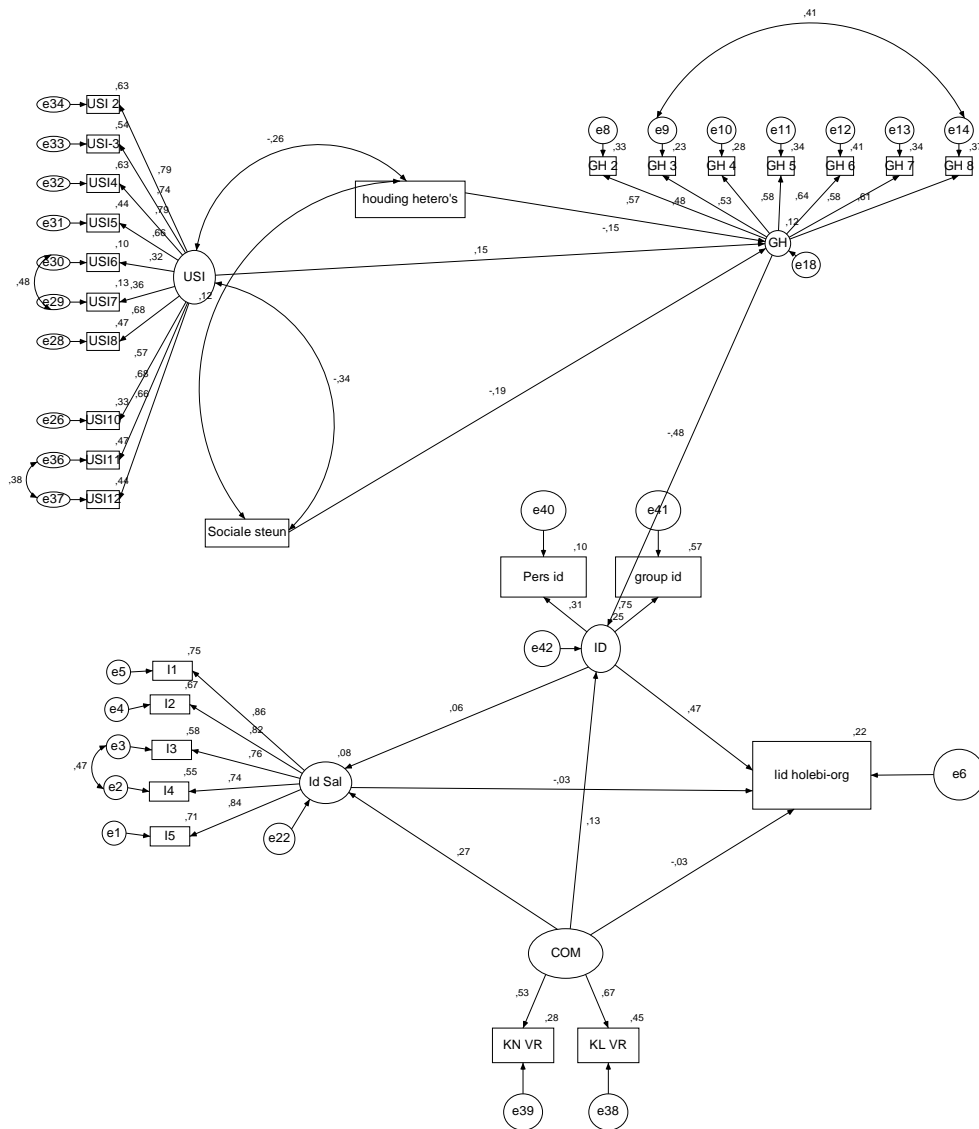 ,41
,63
e34
USI 2
,54
e33
USI-3
,63
e32
USI4
,44
e31
USI5
,10
e30
USI6
,48
,13
e29
USI7
,47
e28
USI8
,33
e26
USI10
,47
e36
USI11
,38
,44
e37
USI12
,79
,74
,79
,66
,32
,36
,68
,57
,68
,66
USI
,12
-,26
houding hetero's
-,34
Sociale steun
,15
-,15
-,19
e8
e9
e10
e11
e12
e13
e14
,33
,23
,28
,34
,41
,34
GH 2
GH 3
GH 4
GH 5
GH 6
GH 7
GH 8
,57
,48
,53
,58
,64
,58
,61
,12
GH
e18
-,48
e40
e41
,10
,57
Pers id
group id
,31
,75
,25
e42
ID
,75
e5
I1
,67
e4
I2
,58
e3
I3
,47
,55
e2
I4
,71
e1
I5
,86
,82
,76
,74
,84
,08
Id Sal
e22
,06
,47
,22
lid holebi-org
e6
-,03
,13
,27
-,03
COM
,53
,67
,28
,45
KN VR
KL VR
e39
e38